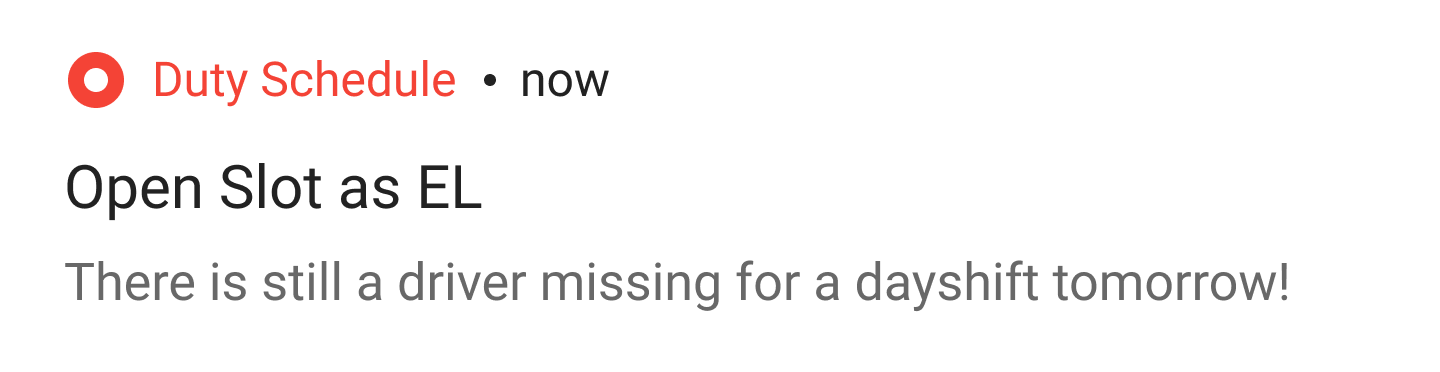 Duty Schedule • now
Open Slot as EL
There is still a driver missing for a dayshift tomorrow!